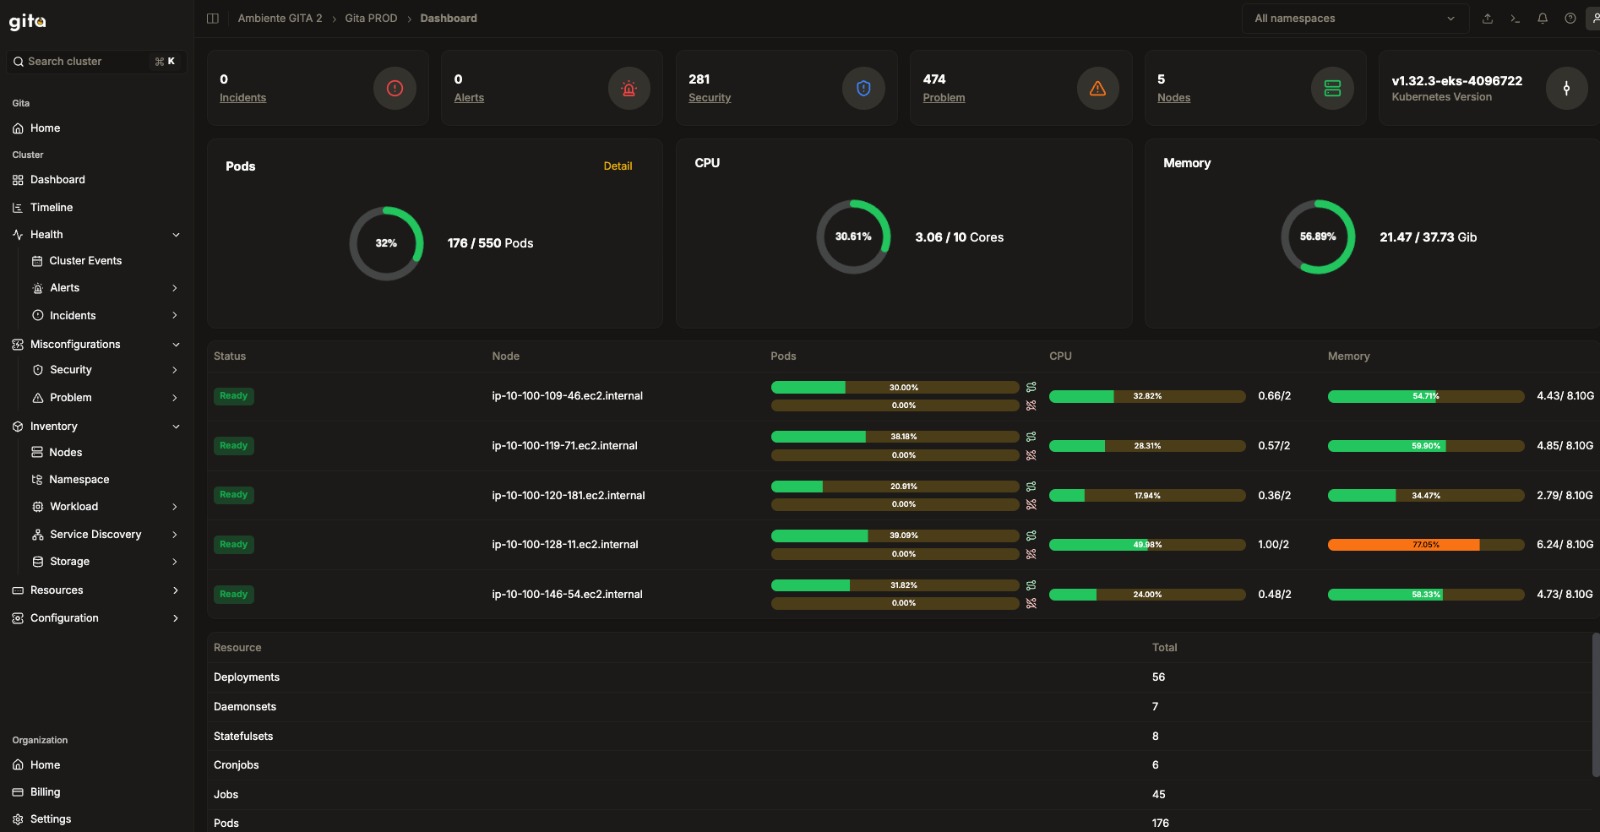 gita
Ambiente GITA 2 > Gita PROD > Dashboard
All namespaces
Search cluster
⌘ K
Gita
Home
Cluster
Dashboard
Timeline
Health
Cluster Events
Alerts
Incidents
Misconfigurations
Security
Problem
Inventory
Nodes
Namespace
Workload
Service Discovery
Storage
Resources
Configuration
Organization
Home
Billing
Settings
0
Incidents
0
Alerts
281
Security
474
Problem
5
Nodes
v1.32.3-eks-4096722
Kubernetes Version
Pods
Detail
32%
176 / 550 Pods
CPU
30.61%
3.06 / 10 Cores
Memory
56.89%
21.47 / 37.73 Gib
Status Node Pods CPU Memory
Ready ip-10-100-109-46.ec2.internal 30.00% 0.00% 32.82% 0.66/2 54.71% 4.43/ 8.10G
Ready ip-10-100-119-71.ec2.internal 38.18% 0.00% 28.31% 0.57/2 59.90% 4.85/ 8.10G
Ready ip-10-100-120-181.ec2.internal 20.91% 0.00% 17.94% 0.36/2 34.47% 2.79/ 8.10G
Ready ip-10-100-128-11.ec2.internal 39.09% 0.00% 49.98% 1.00/2 77.05% 6.24/ 8.10G
Ready ip-10-100-146-54.ec2.internal 31.82% 0.00% 24.00% 0.48/2 58.33% 4.73/ 8.10G
Resource Total
Deployments 56
Daemonsets 7
Statefulsets 8
Cronjobs 6
Jobs 45
Pods 176